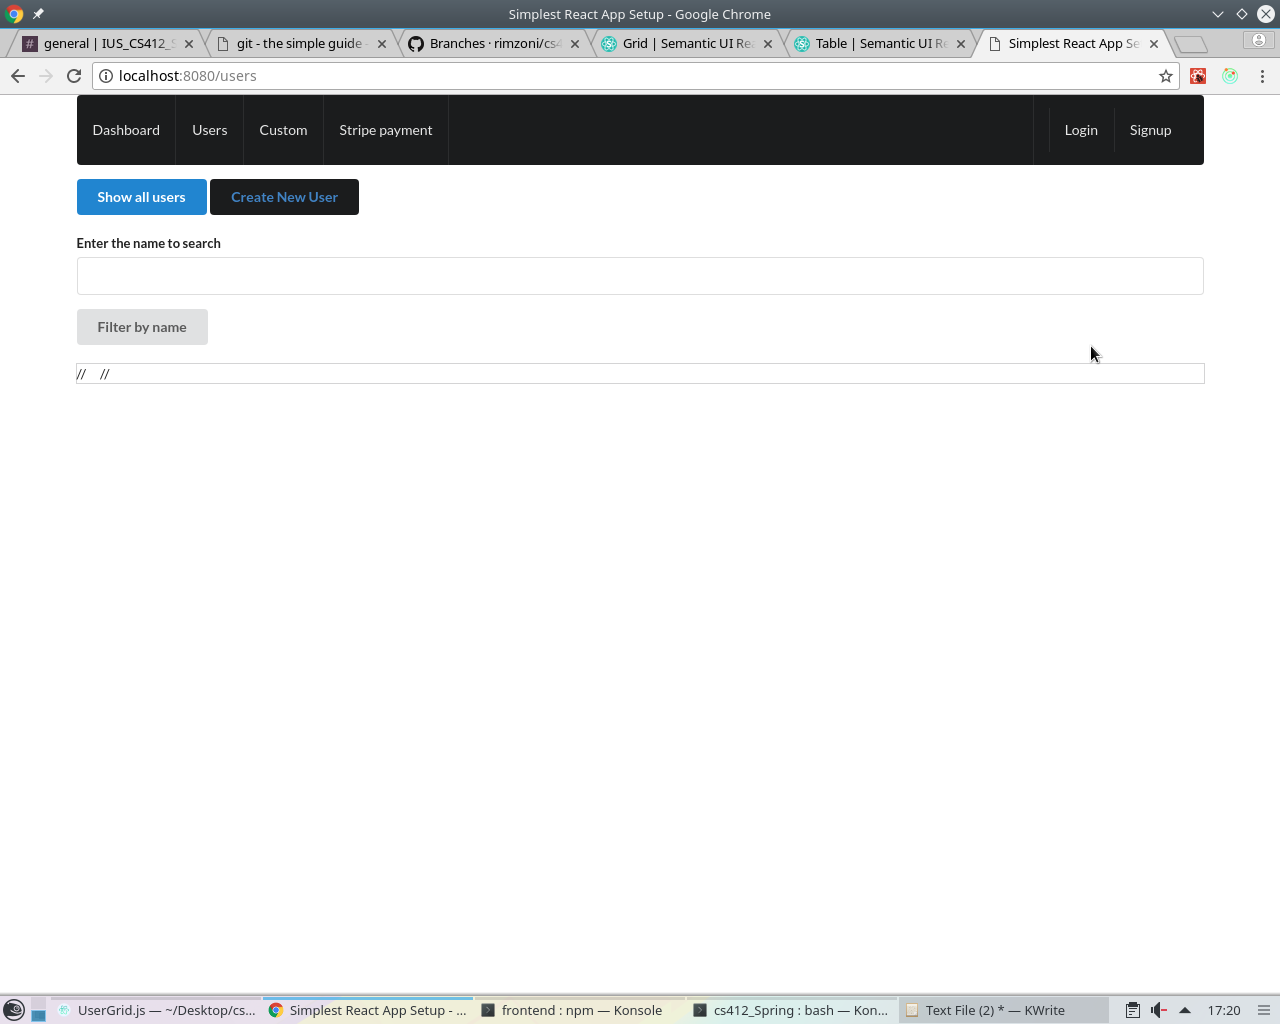 Simplest React App Setup - Google Chrome
general | IUS_CS412_S
git - the simple guide -
Branches · rimzoni/cs4
Grid | Semantic UI Rea
Table | Semantic UI Re
Simplest React App Se
localhost:8080/users
Dashboard Users Custom Stripe payment Login Signup
Show all users Create New User
Enter the name to search
Filter by name
// //
UserGrid.js — ~/Desktop/cs...
Simplest React App Setup - ...
frontend : npm — Konsole
cs412_Spring : bash — Kon...
Text File (2) * — KWrite
17:20